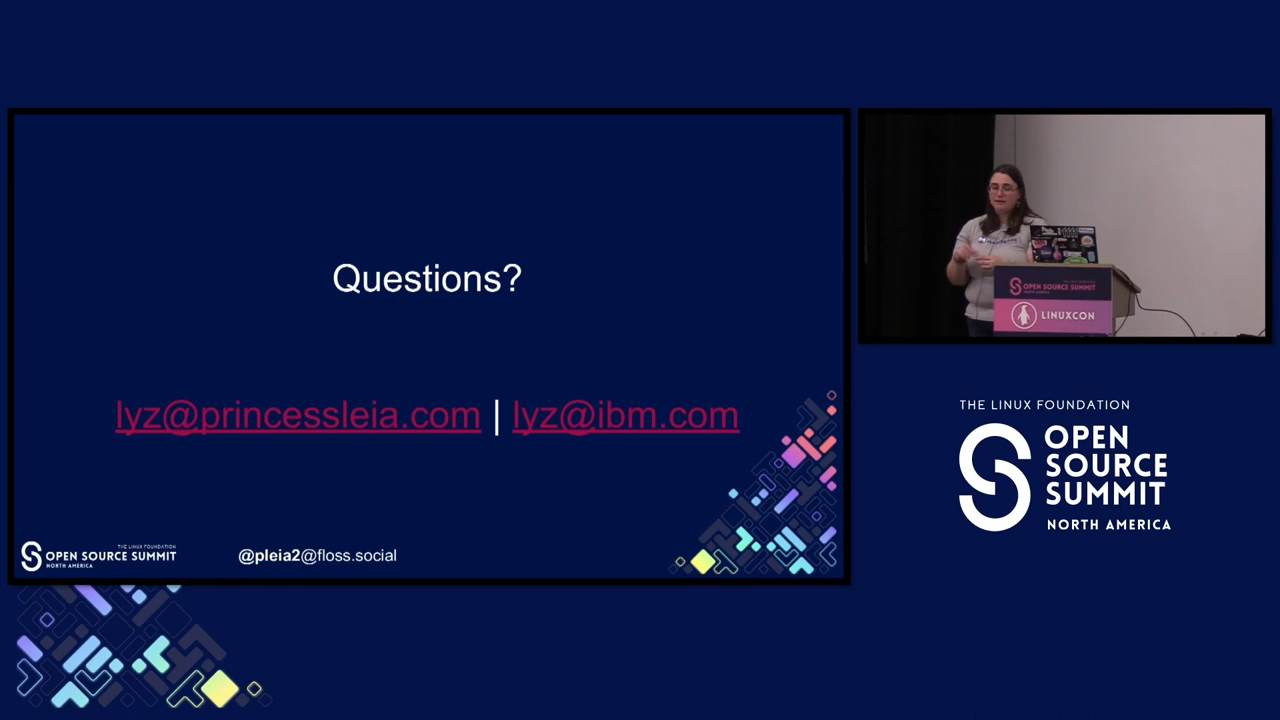 Questions?
lyz@princessleia.com | lyz@ibm.com
THE LINUX FOUNDATION
OPEN SOURCE SUMMIT
NORTH AMERICA
@pleia2@floss.social
OPEN SOURCE SUMMIT
LINUXCON
THE LINUX FOUNDATION
OPEN
SOURCE
SUMMIT
NORTH AMERICA